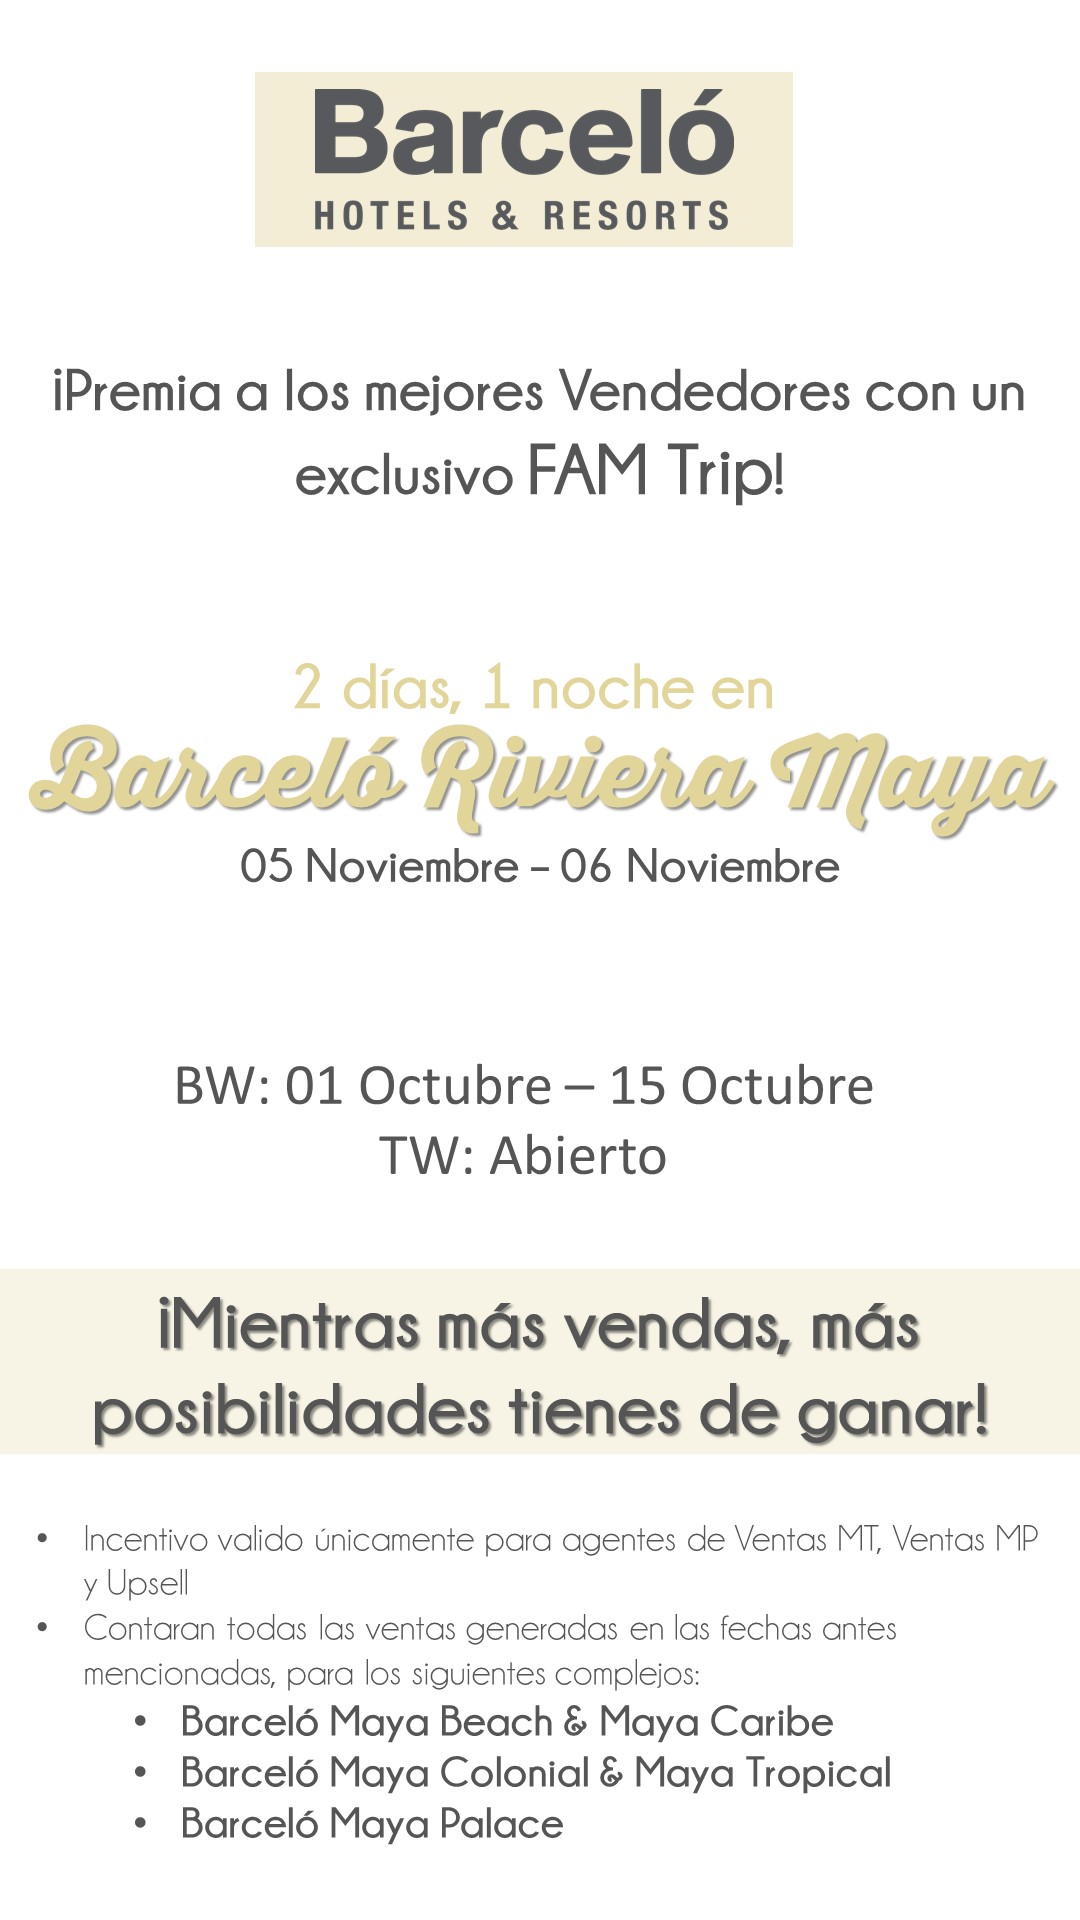 Barceló
HOTELS & RESORTS
¡Premia a los mejores Vendedores con un
exclusivo FAM Trip!
2 días, 1 noche en
Barceló Riviera Maya
05 Noviembre – 06 Noviembre
BW: 01 Octubre – 15 Octubre
TW: Abierto
¡Mientras más vendas, más
posibilidades tienes de ganar!
• Incentivo valido únicamente para agentes de Ventas MT, Ventas MP
y Upsell
• Contaran todas las ventas generadas en las fechas antes
mencionadas, para los siguientes complejos:
• Barceló Maya Beach & Maya Caribe
• Barceló Maya Colonial & Maya Tropical
• Barceló Maya Palace